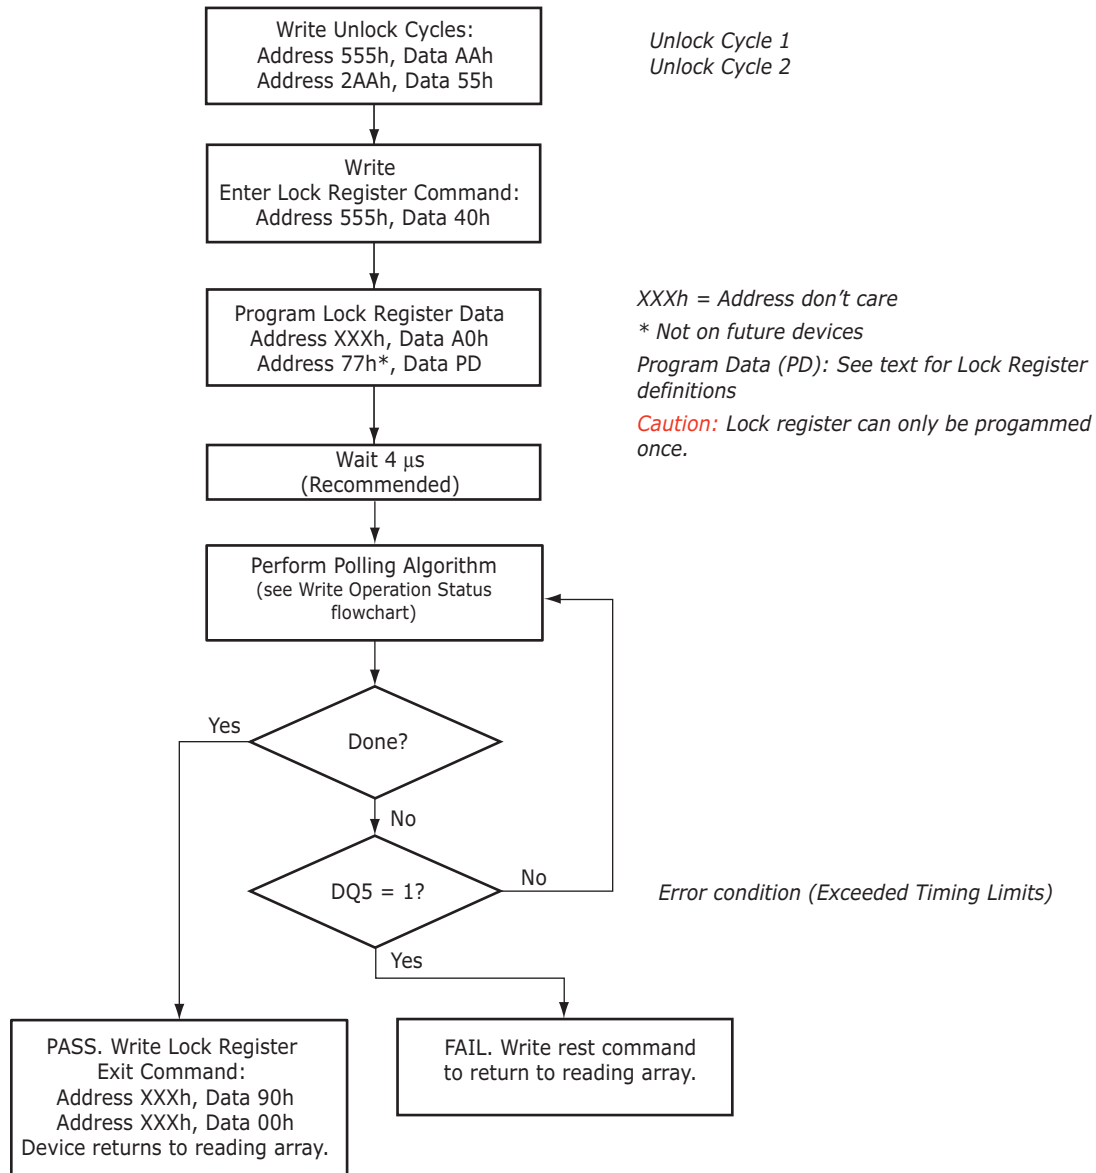 Write Unlock Cycles:
Address 555h, Data AAh
Address 2AAh, Data 55h
Unlock Cycle 1
Unlock Cycle 2
Write
Enter Lock Register Command:
Address 555h, Data 40h
Program Lock Register Data
Address XXXh, Data A0h
Address 77h*, Data PD
XXXh = Address don't care
* Not on future devices
Program Data (PD): See text for Lock Register
definitions
Caution: Lock register can only be progammed
once.
Wait 4 μs
(Recommended)
Perform Polling Algorithm
(see Write Operation Status
flowchart)
Yes
Done?
No
DQ5 = 1?
No
Error condition (Exceeded Timing Limits)
Yes
PASS. Write Lock Register
Exit Command:
Address XXXh, Data 90h
Address XXXh, Data 00h
Device returns to reading array.
FAIL. Write rest command
to return to reading array.